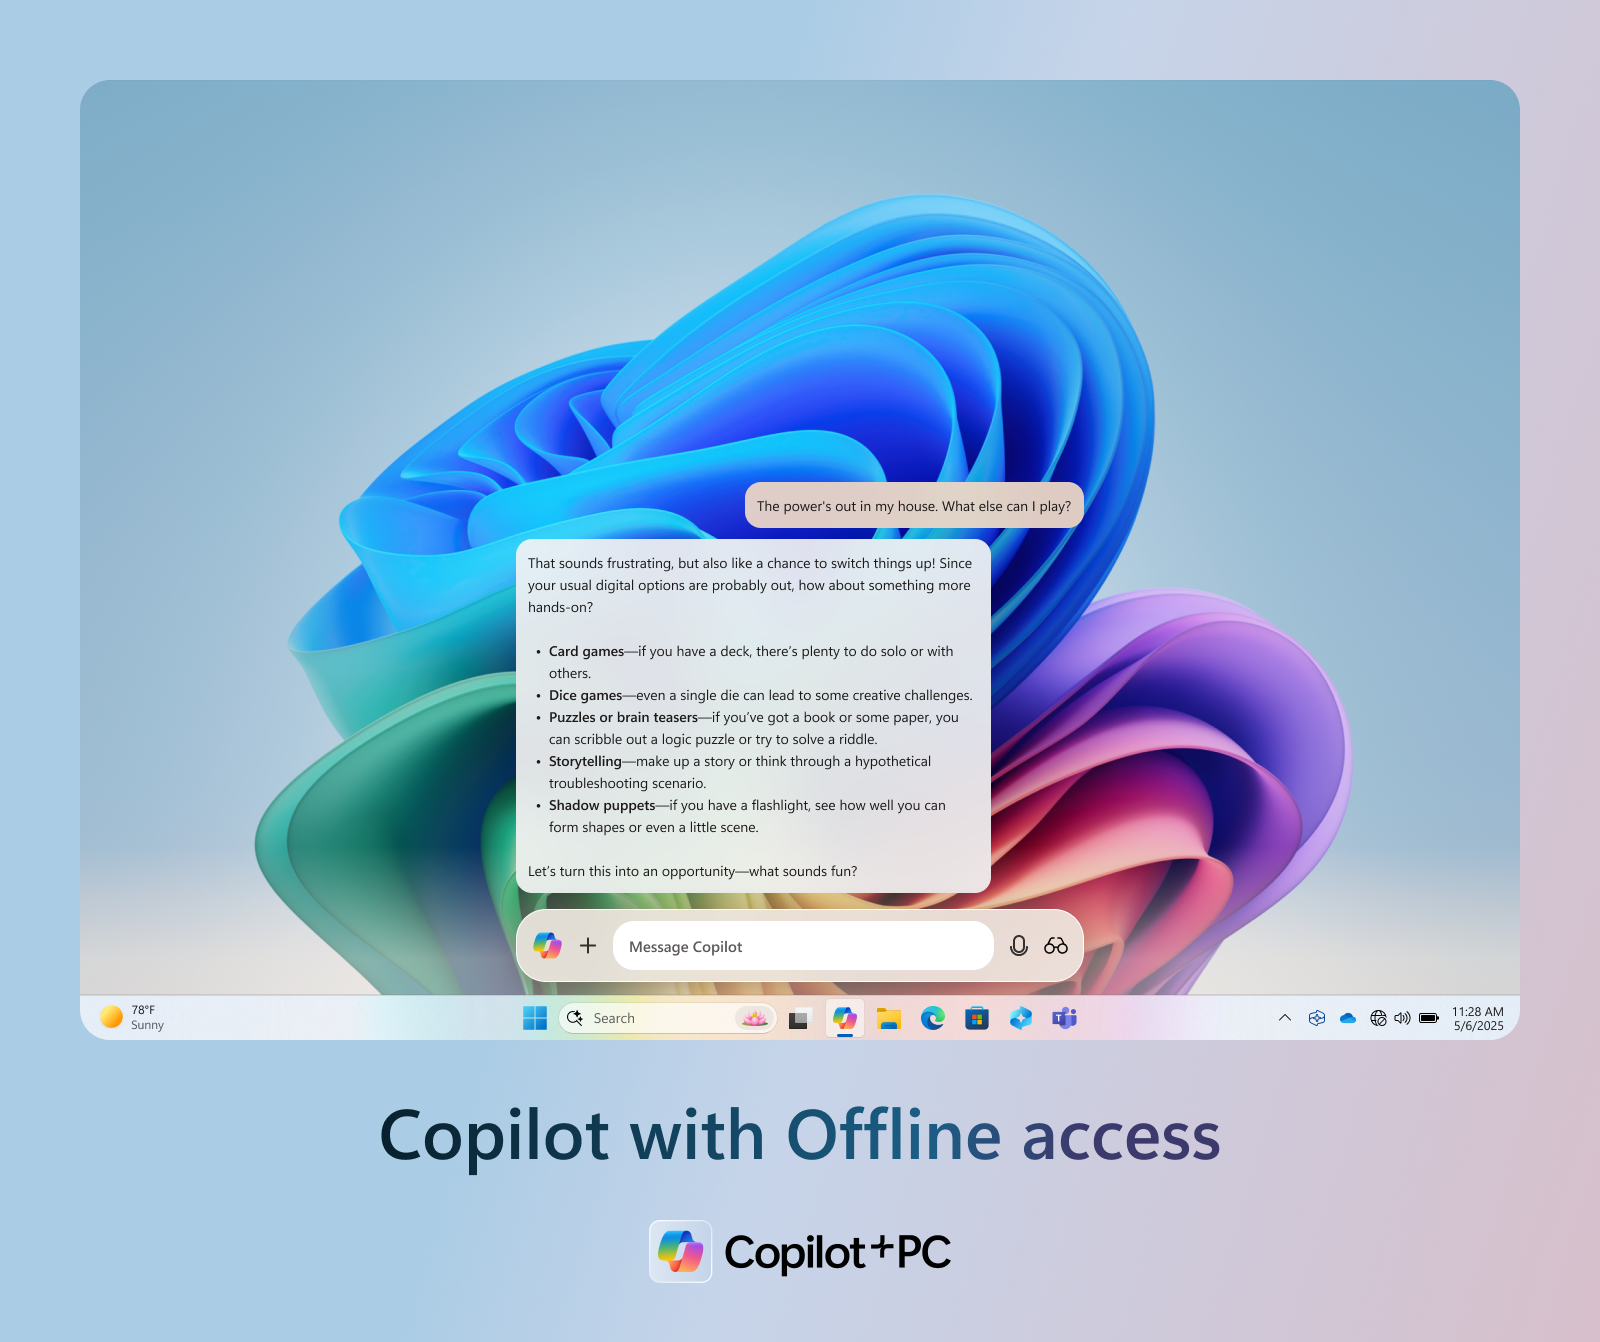 The power's out in my house. What else can I play?
That sounds frustrating, but also like a chance to switch things up! Since
your usual digital options are probably out, how about something more
hands-on?
• Card games—if you have a deck, there's plenty to do solo or with
others.
• Dice games—even a single die can lead to some creative challenges.
• Puzzles or brain teasers—if you've got a book or some paper, you
can scribble out a logic puzzle or try to solve a riddle.
• Storytelling—make up a story or think through a hypothetical
troubleshooting scenario.
• Shadow puppets—if you have a flashlight, see how well you can
form shapes or even a little scene.
Let's turn this into an opportunity—what sounds fun?
Message Copilot
78°F
Sunny
Search
11:28 AM
5/6/2025
Copilot with Offline access
Copilot+PC